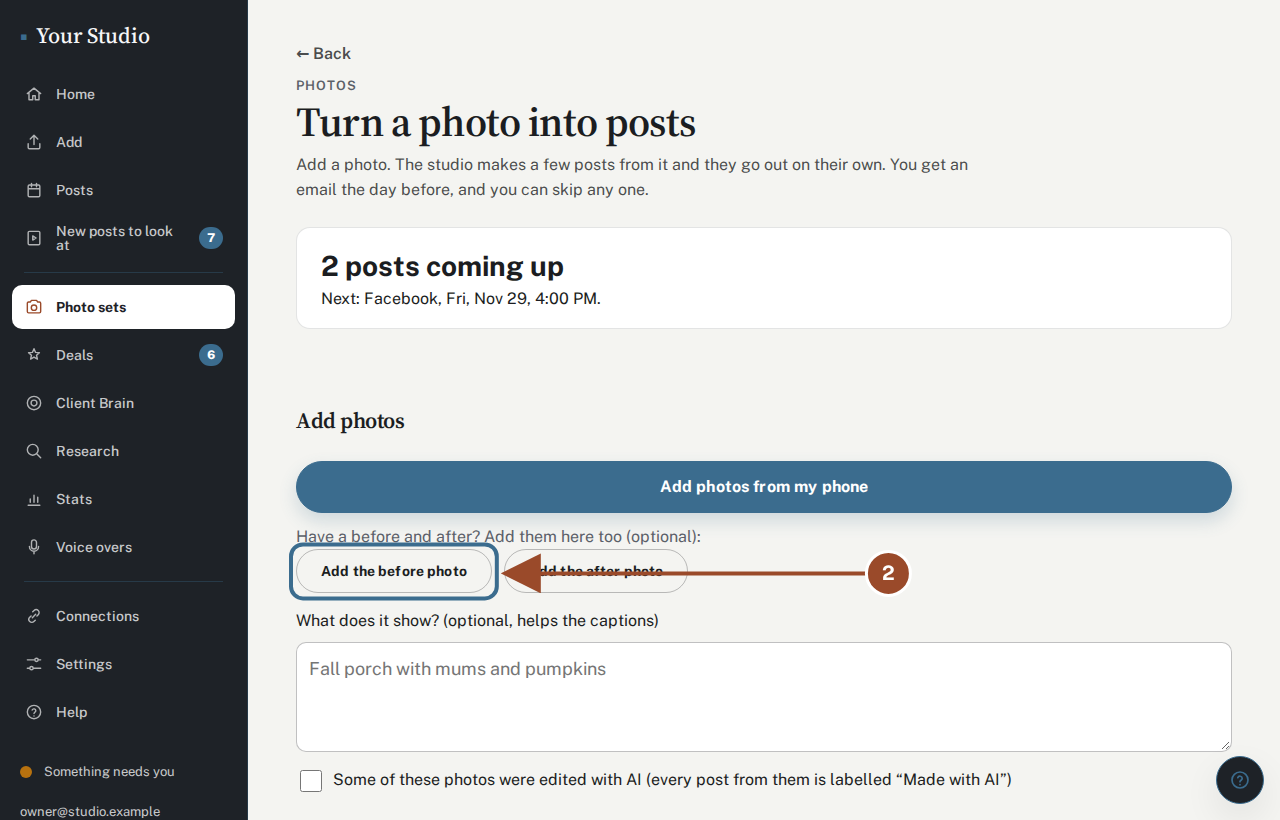 Your Studio
Home
Add
Posts
New posts to look
at
7
Photo sets
Deals
6
Client Brain
Research
Stats
Voice overs
Connections
Settings
Help
Something needs you
owner@studio.example
← Back
PHOTOS
Turn a photo into posts
Add a photo. The studio makes a few posts from it and they go out on their own. You get an
email the day before, and you can skip any one.
2 posts coming up
Next: Facebook, Fri, Nov 29, 4:00 PM.
Add photos
Add photos from my phone
Have a before and after? Add them here too (optional):
Add the before photo
Add the after photo
2
What does it show? (optional, helps the captions)
Fall porch with mums and pumpkins
Some of these photos were edited with AI (every post from them is labelled “Made with AI”)